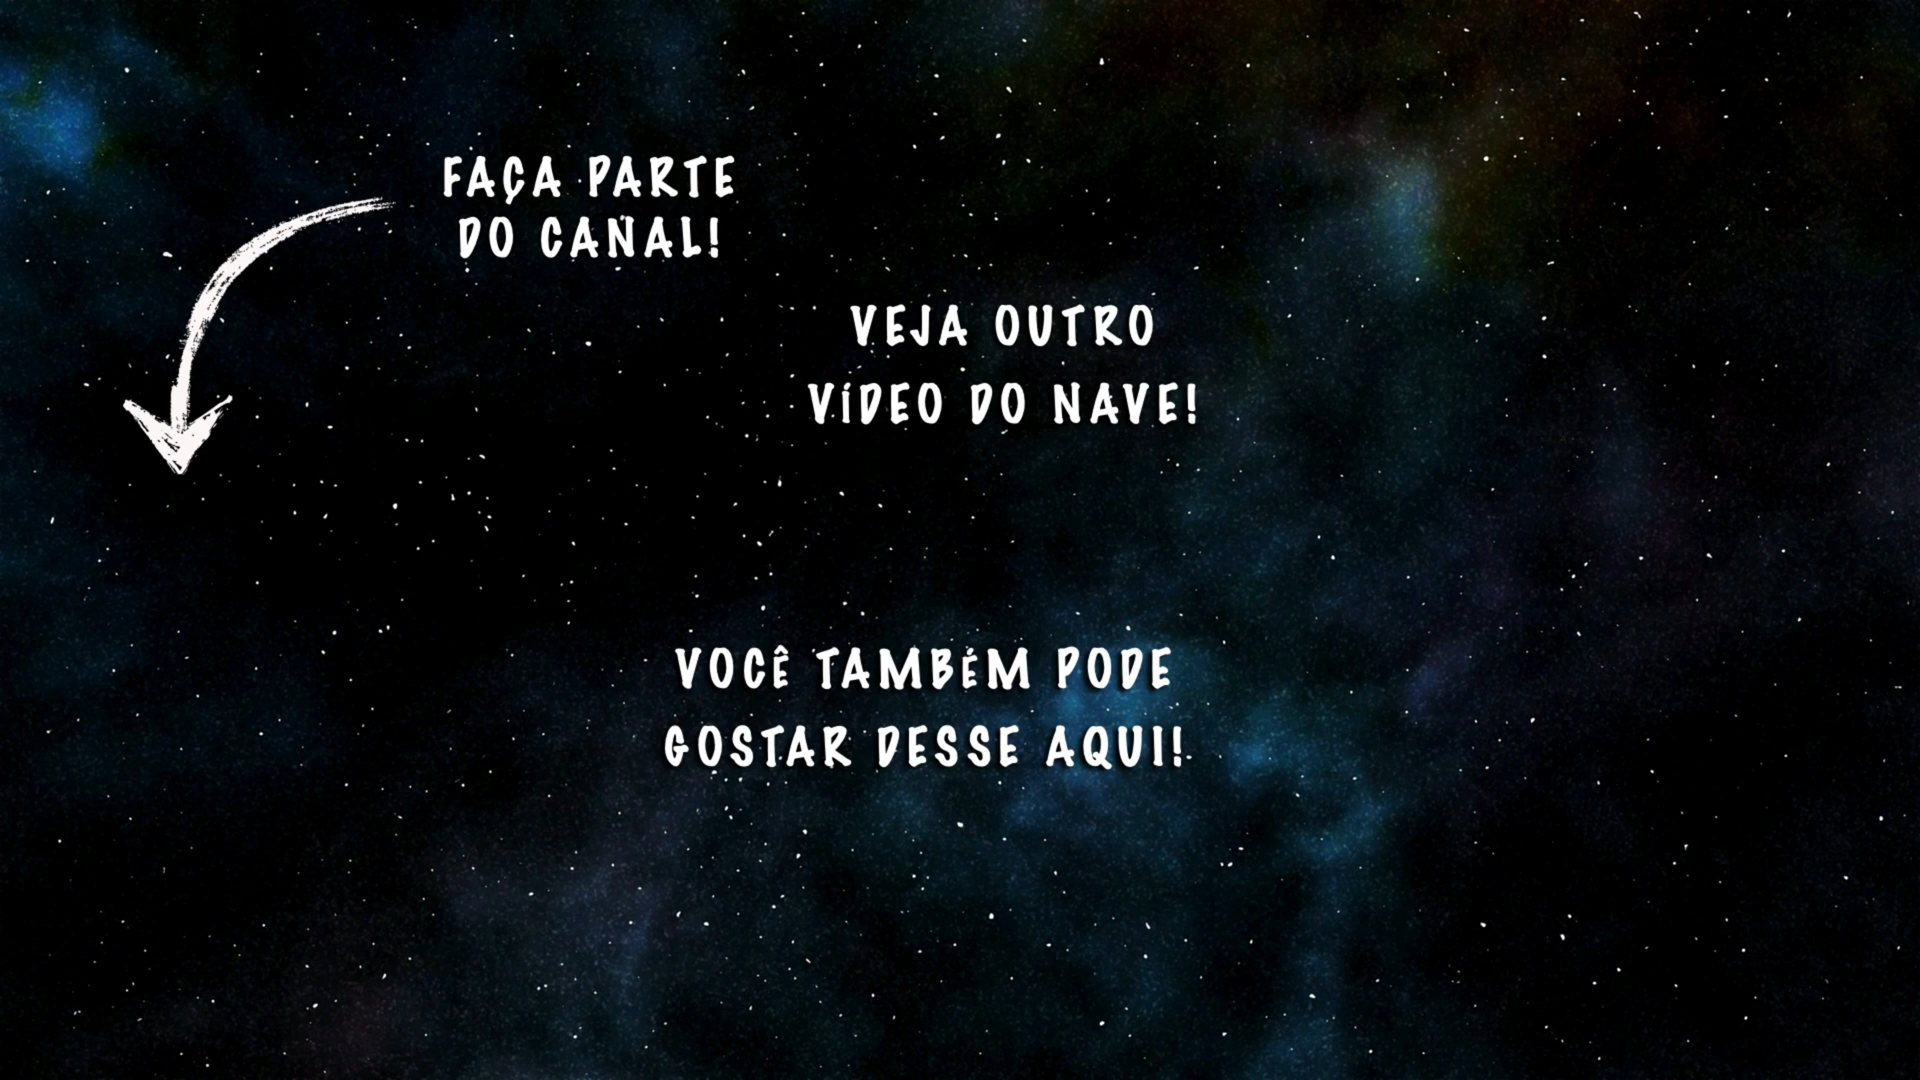 FAÇA PARTE
DO CANAL!
VEJA OUTRO
VÍDEO DO NAVE!
VOCÊ TAMBÉM PODE
GOSTAR DESSE AQUI!